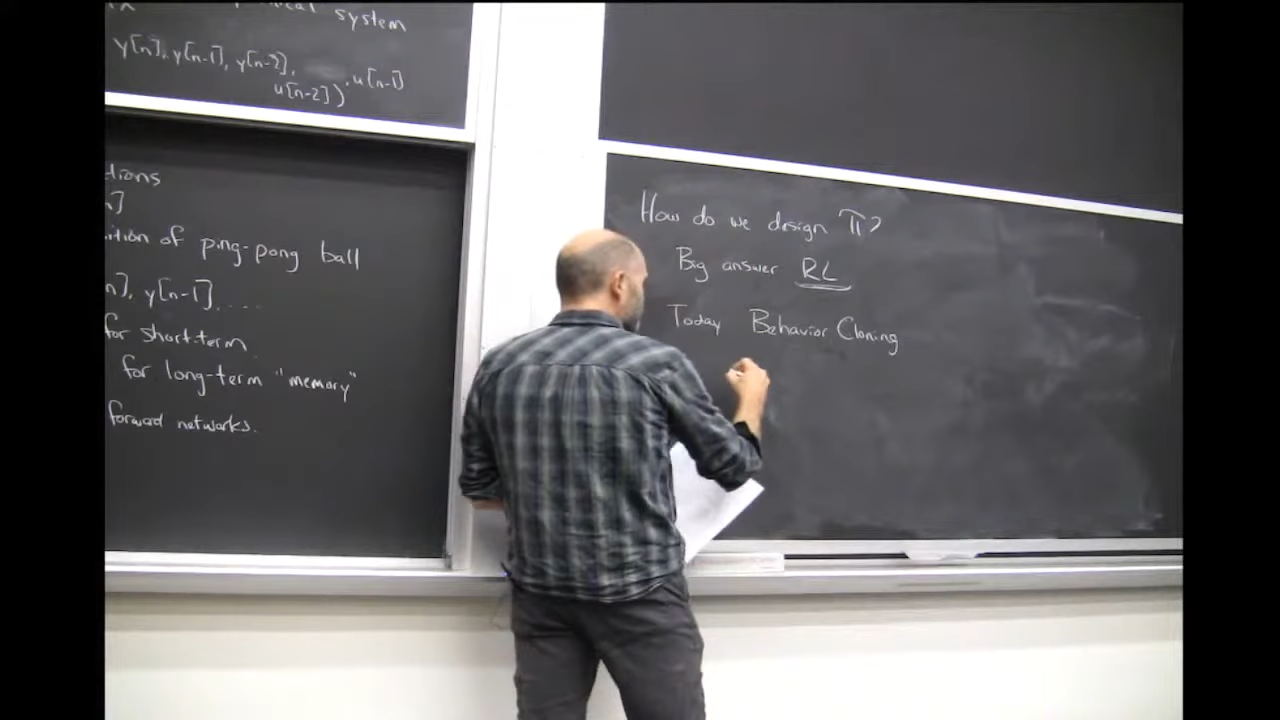 system
y[n], y[n-1], y[n-2],
u[n-2]) , u[n-1]
tions
n]
ition of ping-pong ball
n], y[n-1], ....
for short-term
for long-term "memory"
forward networks.
How do we design π?
Big answer RL
Today Behavior Cloning